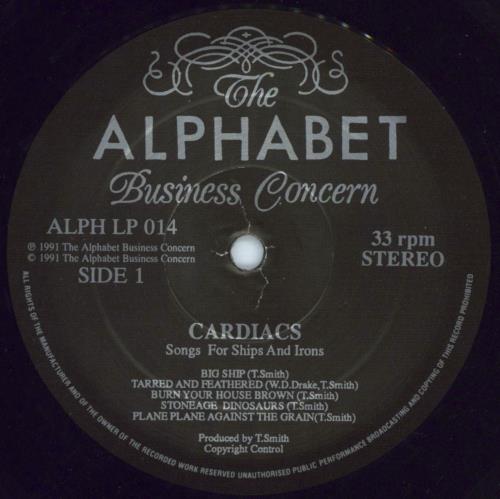 The
ALPHABET
Business Concern
ALPH LP 014
℗ 1991 The Alphabet Business Concern
© 1991 The Alphabet Business Concern
SIDE 1
33 rpm
STEREO
CARDIACS
Songs For Ships And Irons
BIG SHIP (T.Smith)
TARRED AND FEATHERED (W.D.Drake,T.Smith)
BURN YOUR HOUSE BROWN (T.Smith)
STONEAGE DINOSAURS (T.Smith)
PLANE PLANE AGAINST THE GRAIN(T.Smith)
Produced by T.Smith
Copyright Control
ALL RIGHTS OF THE MANUFACTURER AND OF THE OWNER OF THE RECORDED WORK RESERVED UNAUTHORISED PUBLIC PERFORMANCE BROADCASTING AND COPYING OF THIS RECORD PROHIBITED